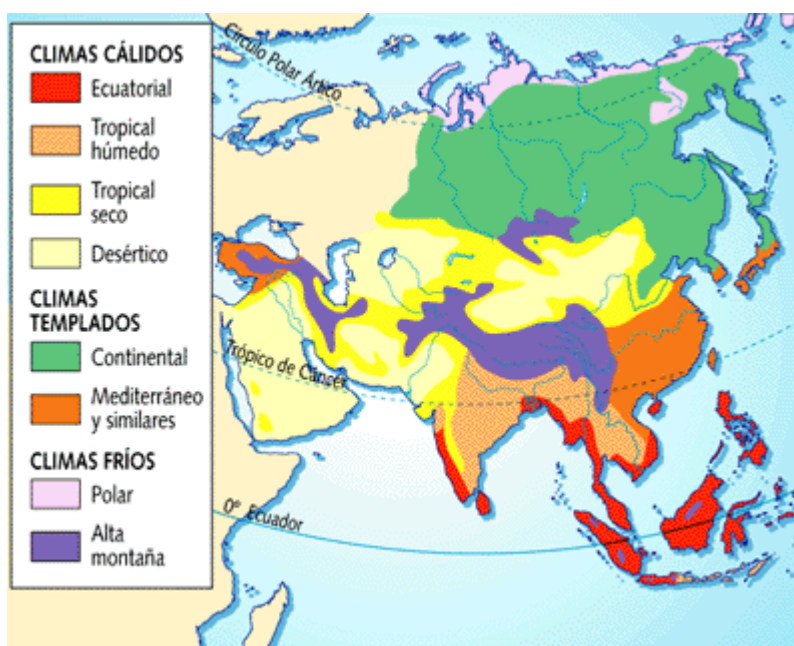 CLIMAS CÁLIDOS
Ecuatorial
Tropical
húmedo
Tropical
seco
Desértico
CLIMAS
TEMPLADOS
Continental
Mediterráneo
y similares
CLIMAS FRÍOS
Polar
Alta
montaña
Círculo Polar Ártico
Trópico de Cáncer
0º Ecuador